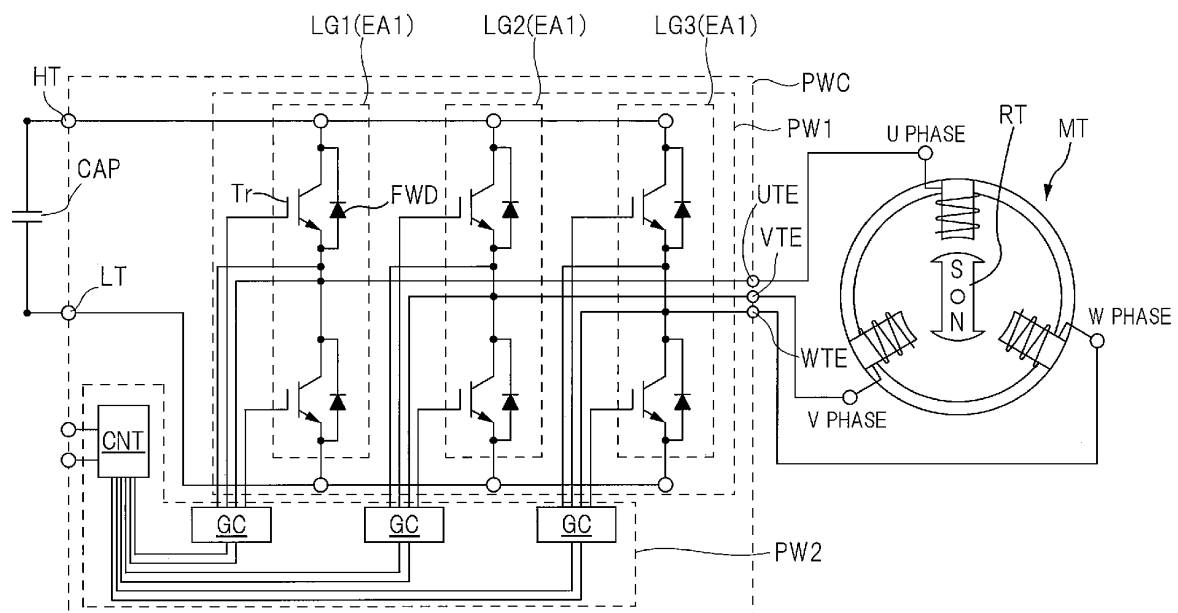 LG1(EA1)
LG2(EA1)
LG3(EA1)
HT
PWC
RT
PW1
U PHASE
MT
CAP
Tr
FWD
UTE
VTE
S
N
LT
W PHASE
WTE
V PHASE
CNT
GC
GC
GC
PW2